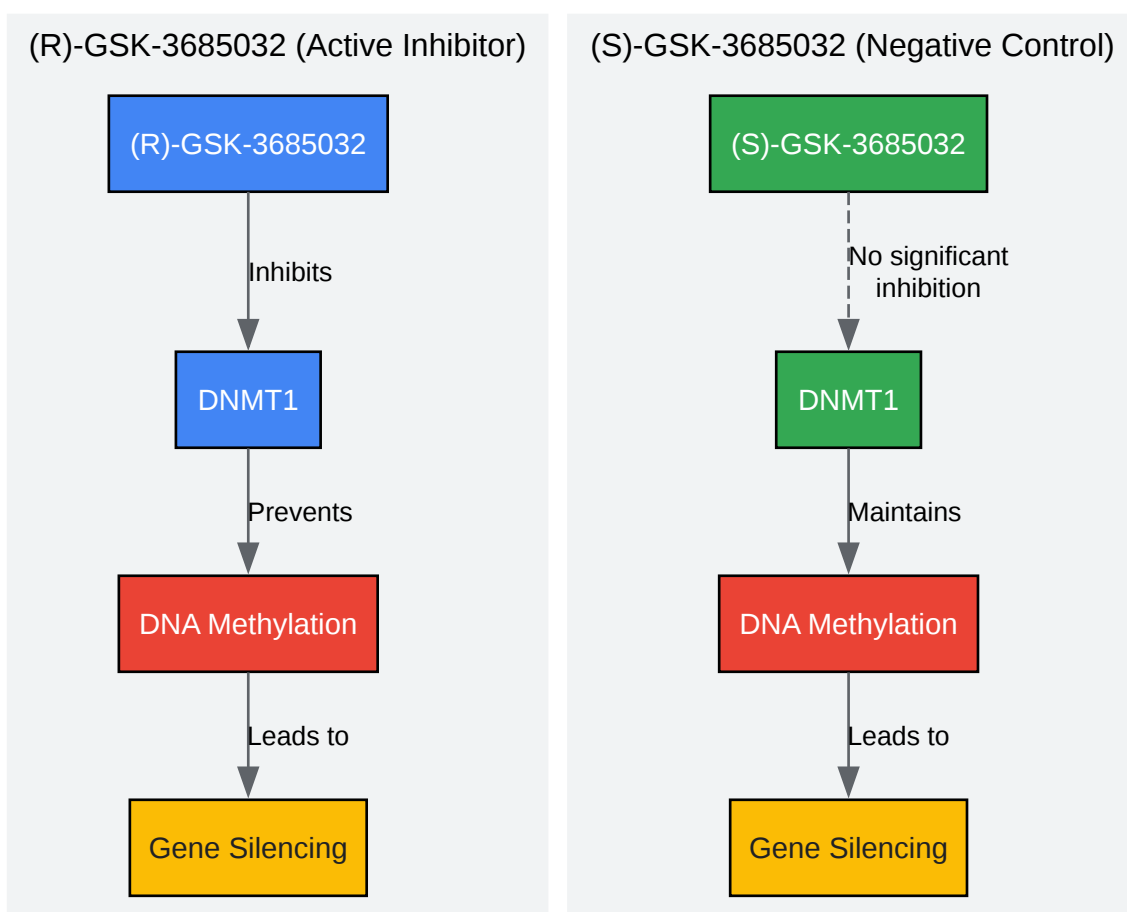 (R)-GSK-3685032 (Active Inhibitor)
(R)-GSK-3685032
Inhibits
DNMT1
Prevents
DNA Methylation
Leads to
Gene Silencing
(S)-GSK-3685032 (Negative Control)
(S)-GSK-3685032
No significant
inhibition
DNMT1
Maintains
DNA Methylation
Leads to
Gene Silencing